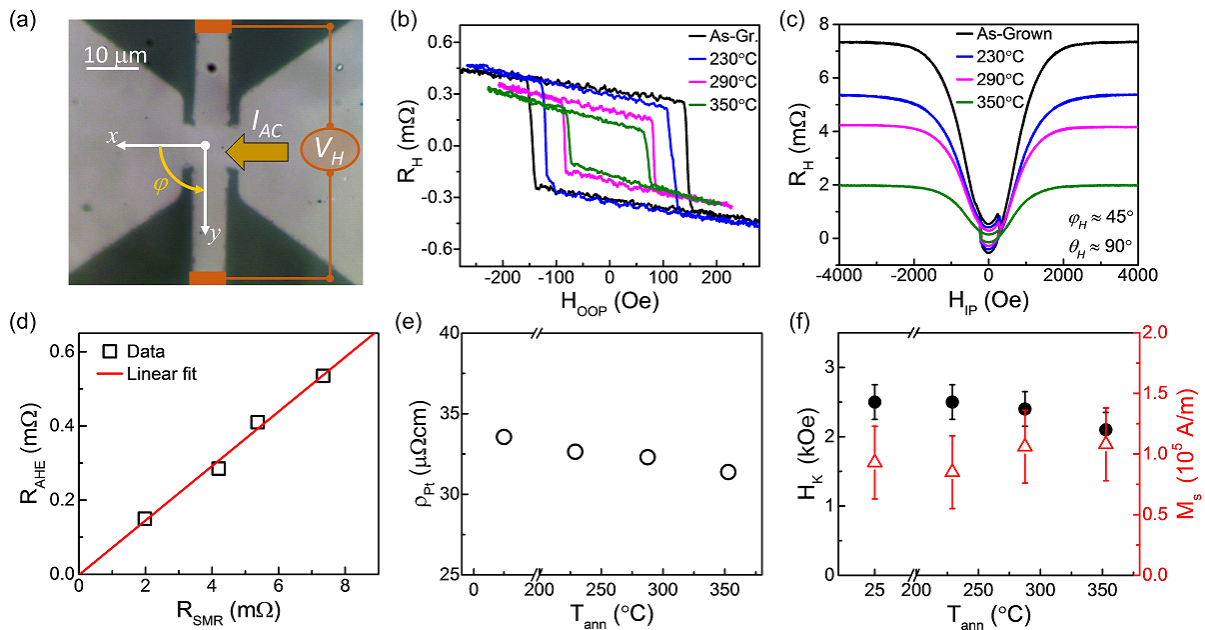 (a)
10 μm
x
I_AC
V_H
φ
y
(b)
R_H (mΩ)
0.6
0.3
0.0
-0.3
-0.6
As-Gr.
230°C
290°C
350°C
-200
-100
0
100
200
H_OOP (Oe)
(c)
R_H (mΩ)
8
6
4
2
0
As-Grown
230°C
290°C
350°C
φ_H ≈ 45°
θ_H ≈ 90°
-4000
-2000
0
2000
4000
H_IP (Oe)
(d)
R_AHE (mΩ)
0.6
0.4
0.2
0.0
Data
Linear fit
0
2
4
6
8
R_SMR (mΩ)
(e)
ρ_Pt (μΩcm)
40
35
30
25
0
200
250
300
350
T_ann (°C)
(f)
H_K (kOe)
3
2
1
0
25
200
250
300
350
T_ann (°C)
2.0
1.5
1.0
0.5
0.0
M_s (10⁵ A/m)